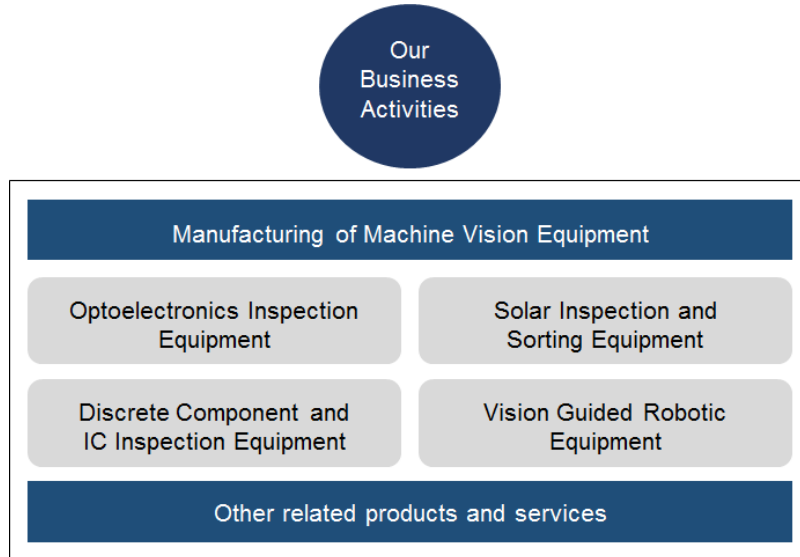 Our
Business
Activities
Manufacturing of Machine Vision Equipment
Optoelectronics Inspection
Equipment
Solar Inspection and
Sorting Equipment
Discrete Component and
IC Inspection Equipment
Vision Guided Robotic
Equipment
Other related products and services